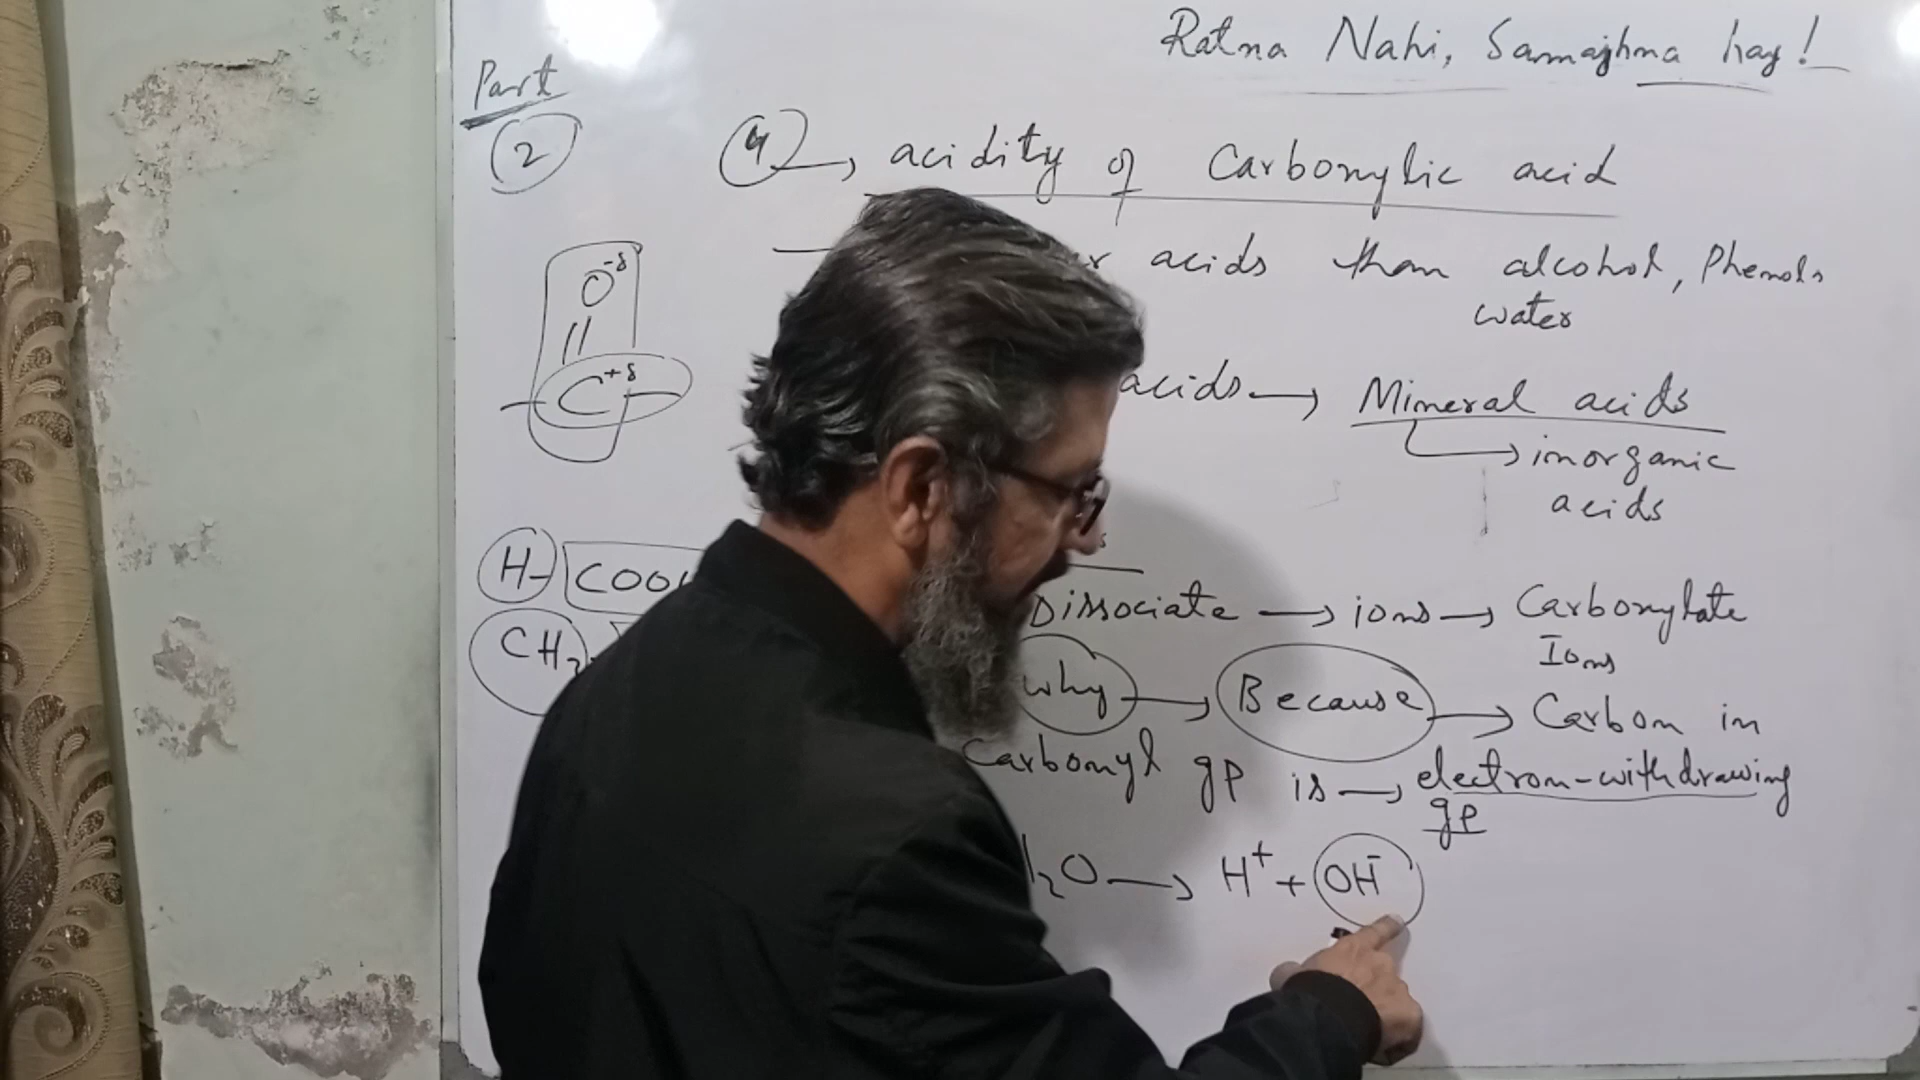 Ratna Nahi, Samajhna hay!
Part
2
4 → acidity of Carboxylic acid
acids than alcohol, Phenols
water
O-δ
||
- C+δ -
acids → Mineral acids
→ inorganic
acids
H- COO
CH3
Dissociate → ions → Carboxylate
Ions
Why → Because → Carbon in
Carbonyl gp is → electron-withdrawing
gp
H2O → H+ + OH-